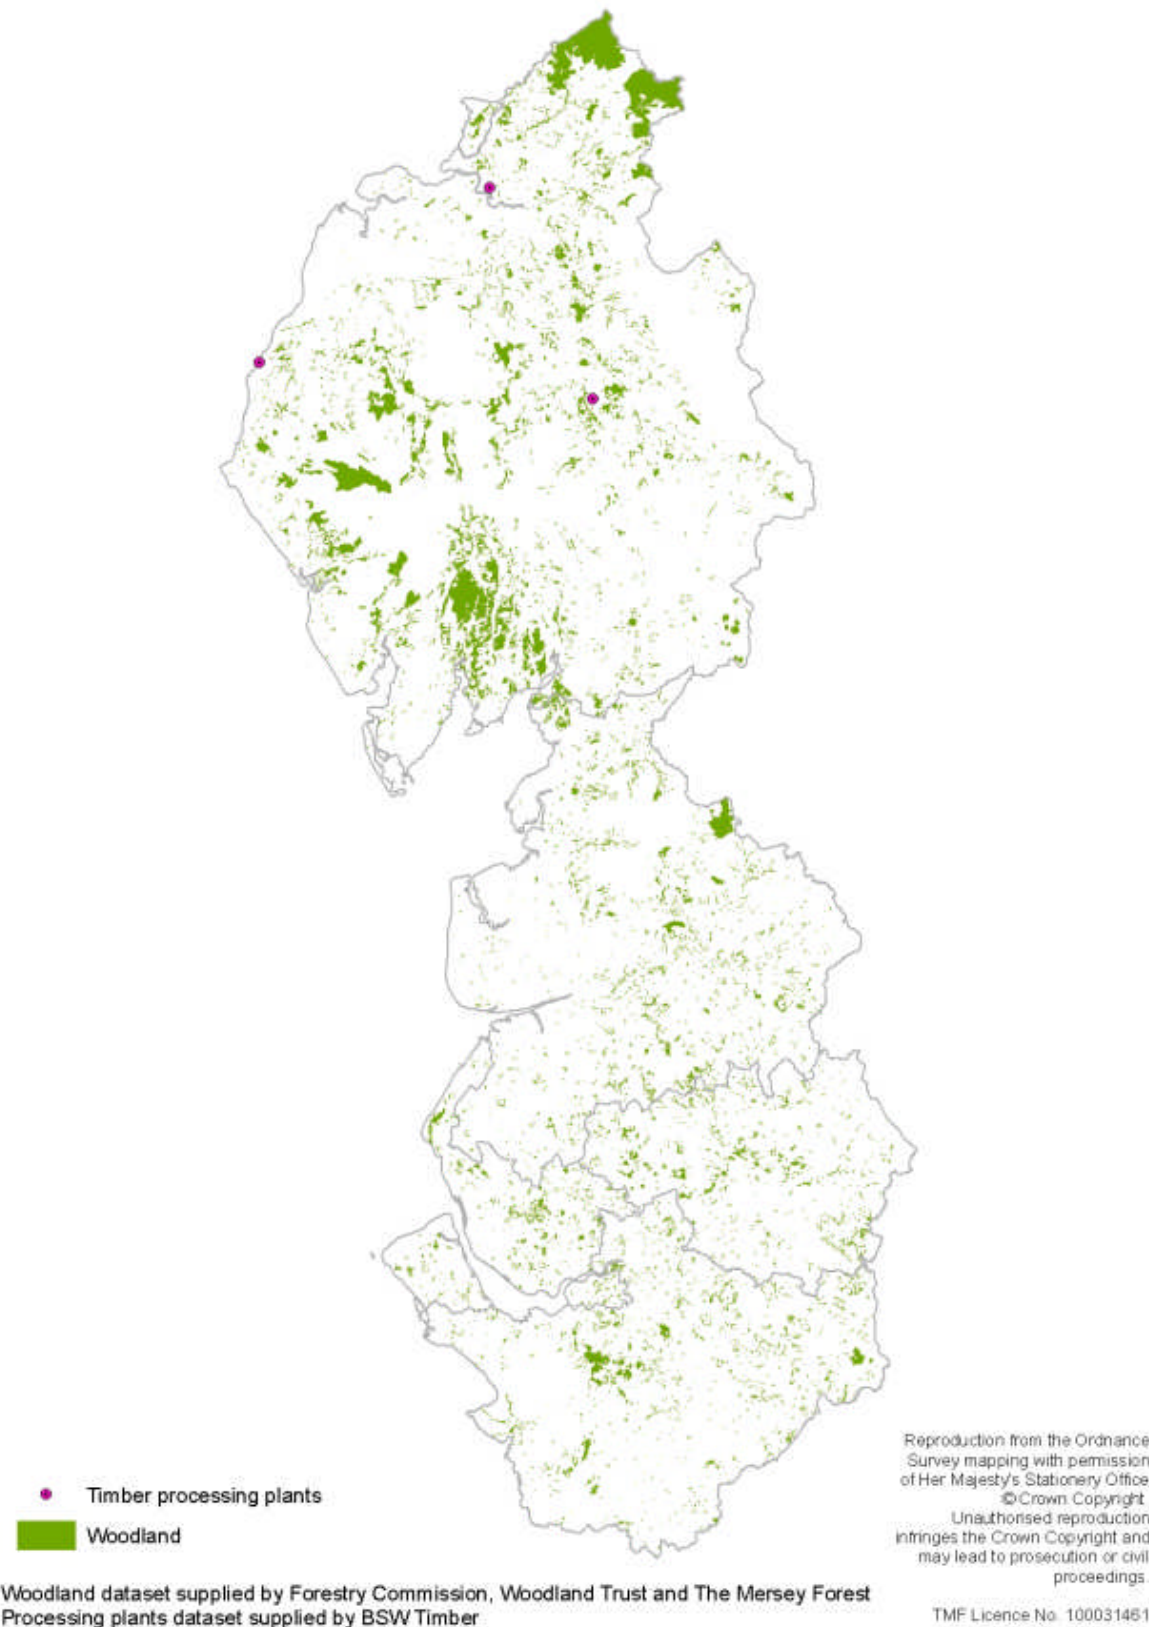 Timber processing plants
Woodland
Reproduction from the Ordnance
Survey mapping with permission
of Her Majesty's Stationery Office
© Crown Copyright
Unauthorised reproduction
infringes the Crown Copyright and
may lead to prosecution or civil
proceedings.
Woodland dataset supplied by Forestry Commission, Woodland Trust and The Mersey Forest
Processing plants dataset supplied by BSW Timber
TMF Licence No. 100031461